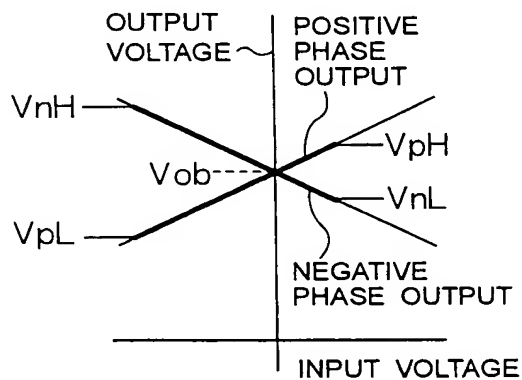 OUTPUT
VOLTAGE
POSITIVE
PHASE
OUTPUT
VnH
VpH
Vob
VnL
VpL
NEGATIVE
PHASE OUTPUT
INPUT VOLTAGE